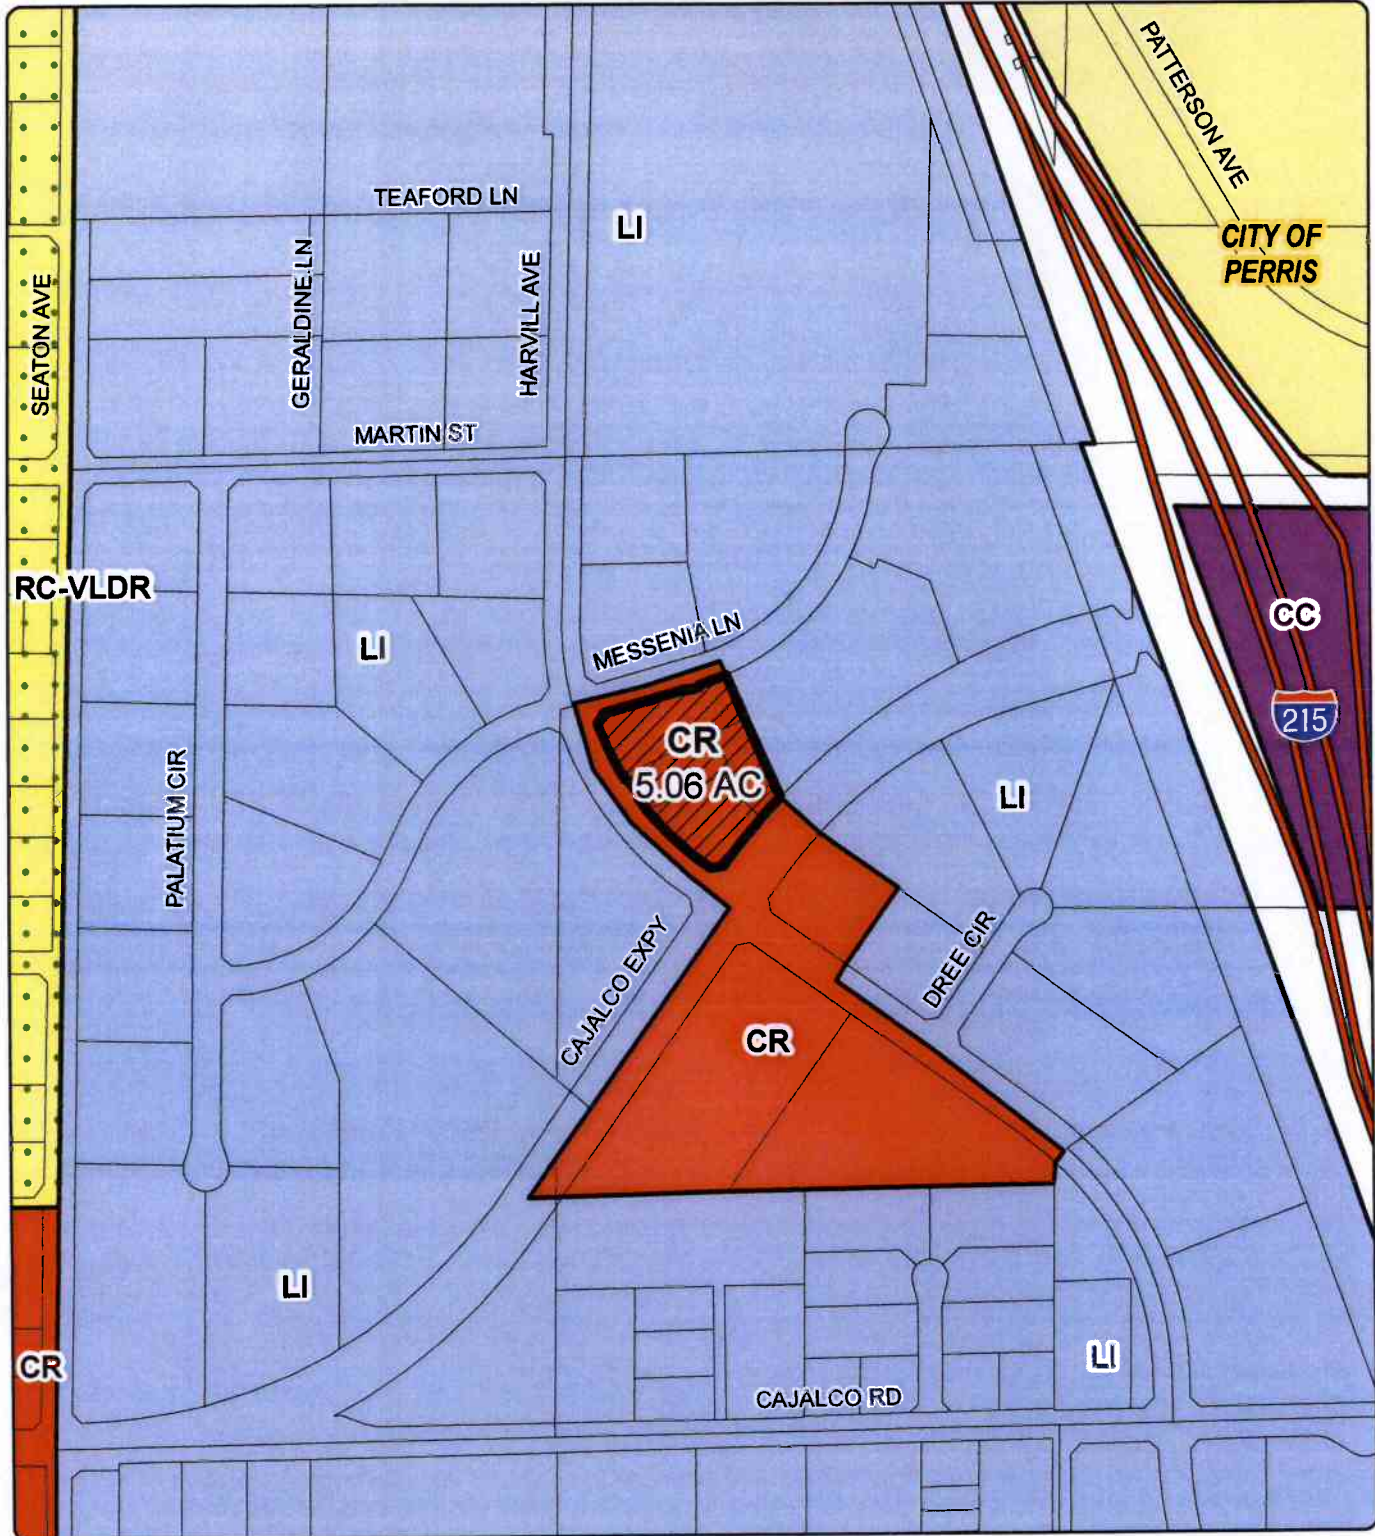 PATTERSON AVE
TEAFORD LN
LI
CITY OF
PERRIS
SEATON AVE
GERALDINE LN
HARVILL AVE
MARTIN ST
RC-VLDR
CC
LI
MESSENIA LN
215
CR
5.06 AC
PALATIUM CIR
LI
CAJALCO EXPY
DREE CIR
CR
LI
CR
LI
CAJALCO RD